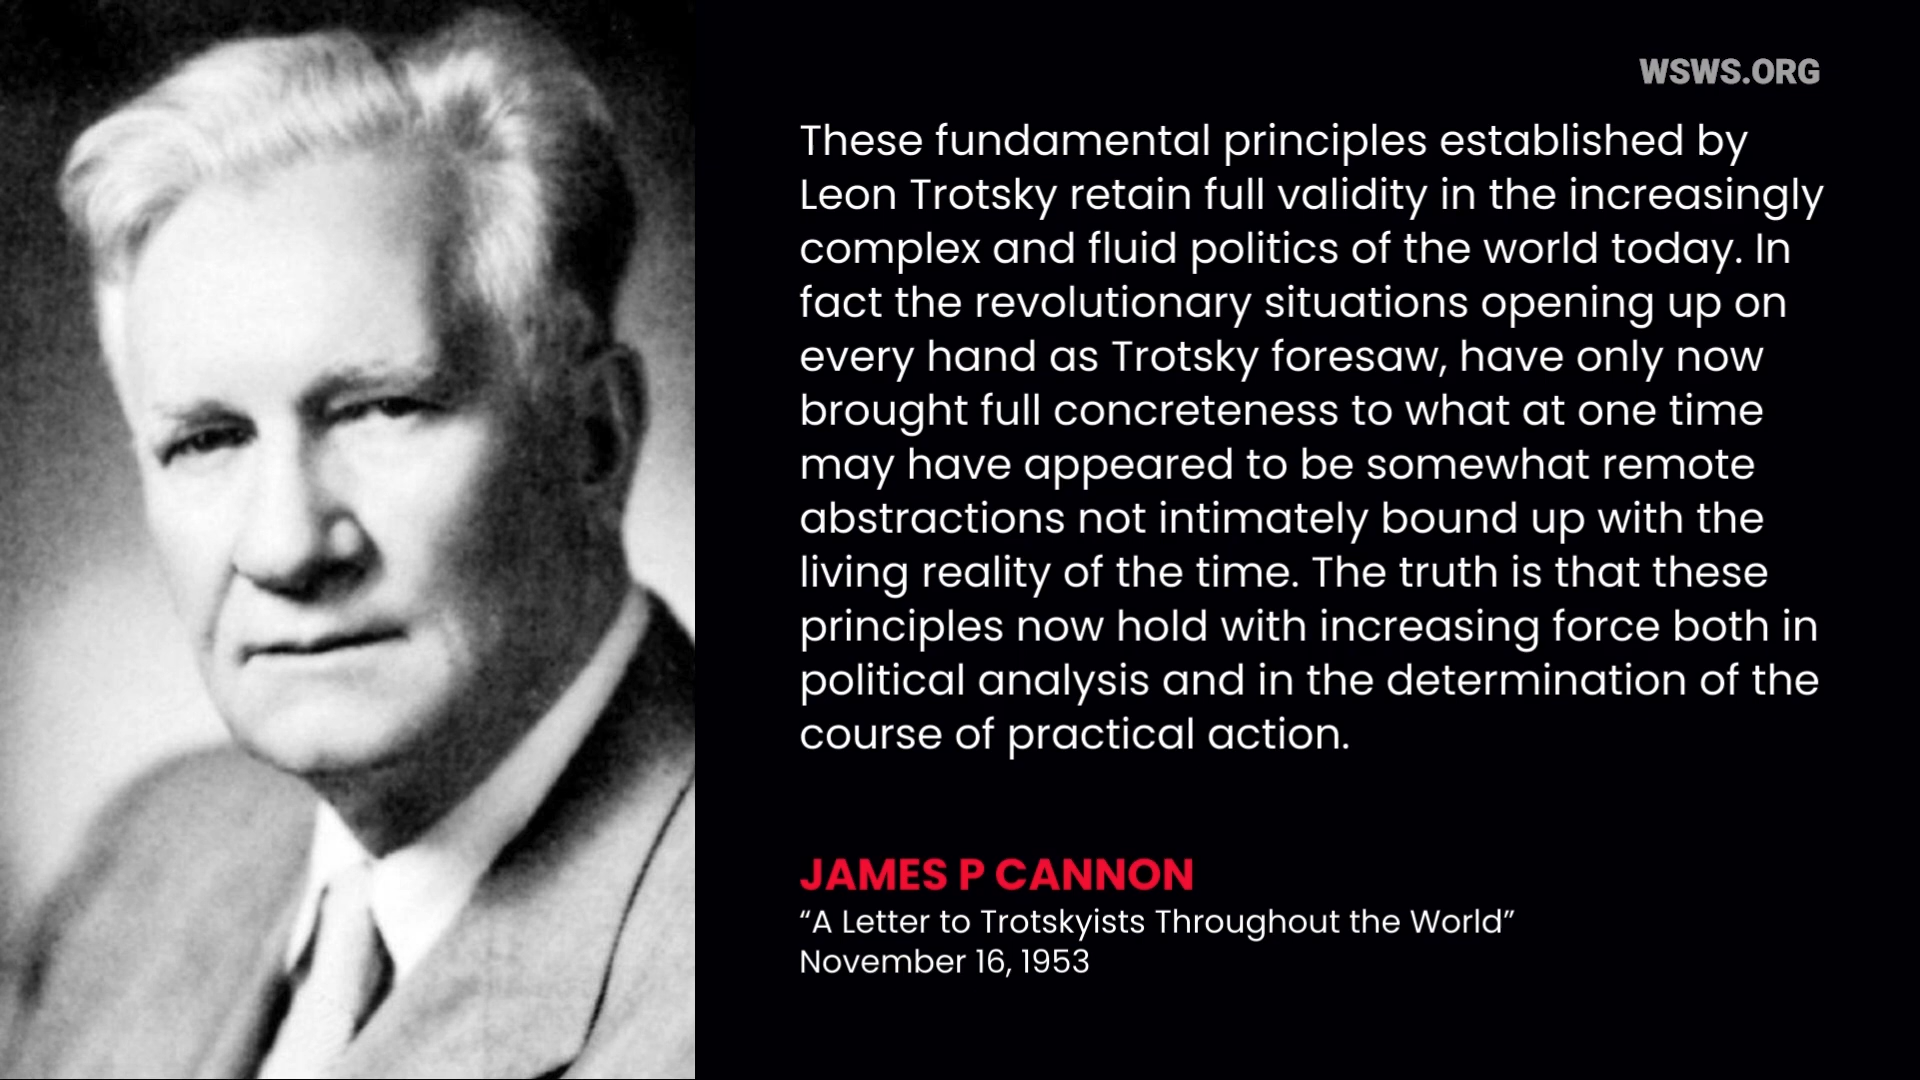 WSWS.ORG
These fundamental principles established by
Leon Trotsky retain full validity in the increasingly
complex and fluid politics of the world today. In
fact the revolutionary situations opening up on
every hand as Trotsky foresaw, have only now
brought full concreteness to what at one time
may have appeared to be somewhat remote
abstractions not intimately bound up with the
living reality of the time. The truth is that these
principles now hold with increasing force both in
political analysis and in the determination of the
course of practical action.
JAMES P CANNON
“A Letter to Trotskyists Throughout the World”
November 16, 1953